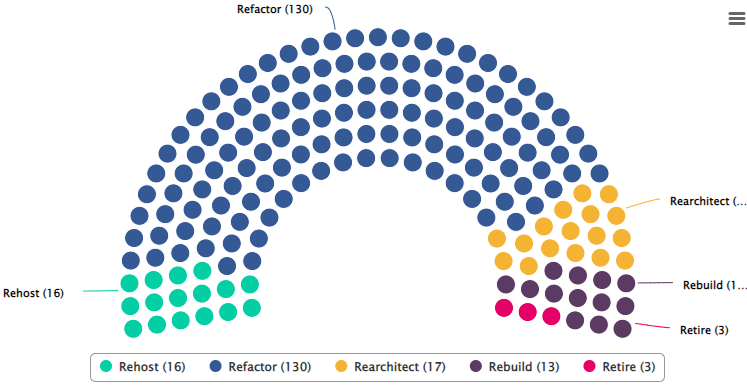 Refactor (130)
Rearchitect (...
Rehost (16)
Rebuild (1...
Retire (3)
Rehost (16) Refactor (130) Rearchitect (17) Rebuild (13) Retire (3)